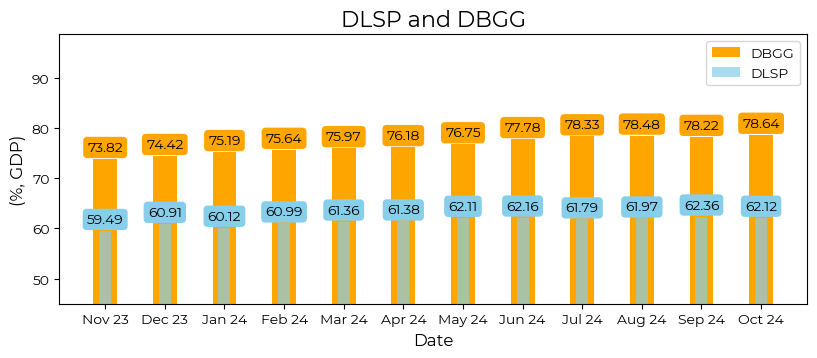 DLSP and DBGG
DBGG
DLSP
(%, GDP)
90
80
70
60
50
73.82 74.42 75.19 75.64 75.97 76.18 76.75 77.78 78.33 78.48 78.22 78.64
59.49 60.91 60.12 60.99 61.36 61.38 62.11 62.16 61.79 61.97 62.36 62.12
Nov 23 Dec 23 Jan 24 Feb 24 Mar 24 Apr 24 May 24 Jun 24 Jul 24 Aug 24 Sep 24 Oct 24
Date